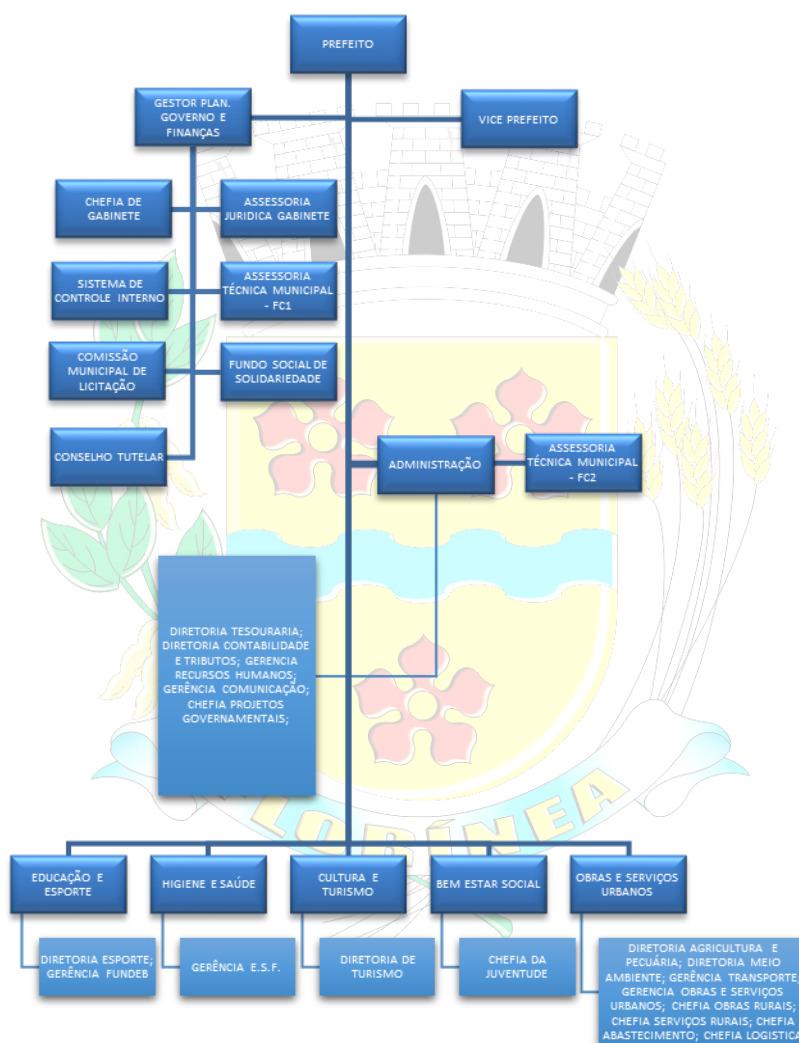 PREFEITO
GESTOR PLAN.
GOVERNO E
FINANÇAS
VICE PREFEITO
CHEFIA DE
GABINETE
ASSESSORIA
JURIDICA GABINETE
SISTEMA DE
CONTROLE INTERNO
ASSESSORIA
TÉCNICA MUNICIPAL
- FC1
COMISSÃO
MUNICIPAL DE
LICITAÇÃO
FUNDO SOCIAL DE
SOLIDARIEDADE
CONSELHO TUTELAR
ADMINISTRAÇÃO
ASSESSORIA
TÉCNICA MUNICIPAL
- FC2
DIRETORIA TESOURARIA;
DIRETORIA CONTABILIDADE
E TRIBUTOS; GERENCIA
RECURSOS HUMANOS;
GERÊNCIA COMUNICAÇÃO;
CHEFIA PROJETOS
GOVERNAMENTAIS;
LORÍNEA
EDUCAÇÃO E
ESPORTE
HIGIENE E SAÚDE
CULTURA E
TURISMO
BEM ESTAR SOCIAL
OBRAS E SERVIÇOS
URBANOS
DIRETORIA ESPORTE;
GERÊNCIA FUNDEB
GERÊNCIA E.S.F.
DIRETORIA DE
TURISMO
CHEFIA DA
JUVENTUDE
DIRETORIA AGRICULTURA E
PECUÁRIA; DIRETORIA MEIO
AMBIENTE; GERÊNCIA TRANSPORTE;
GERENCIA OBRAS E SERVIÇOS
URBANOS; CHEFIA OBRAS RURAIS;
CHEFIA SERVIÇOS RURAIS; CHEFIA
ABASTECIMENTO; CHEFIA LOGISTICA